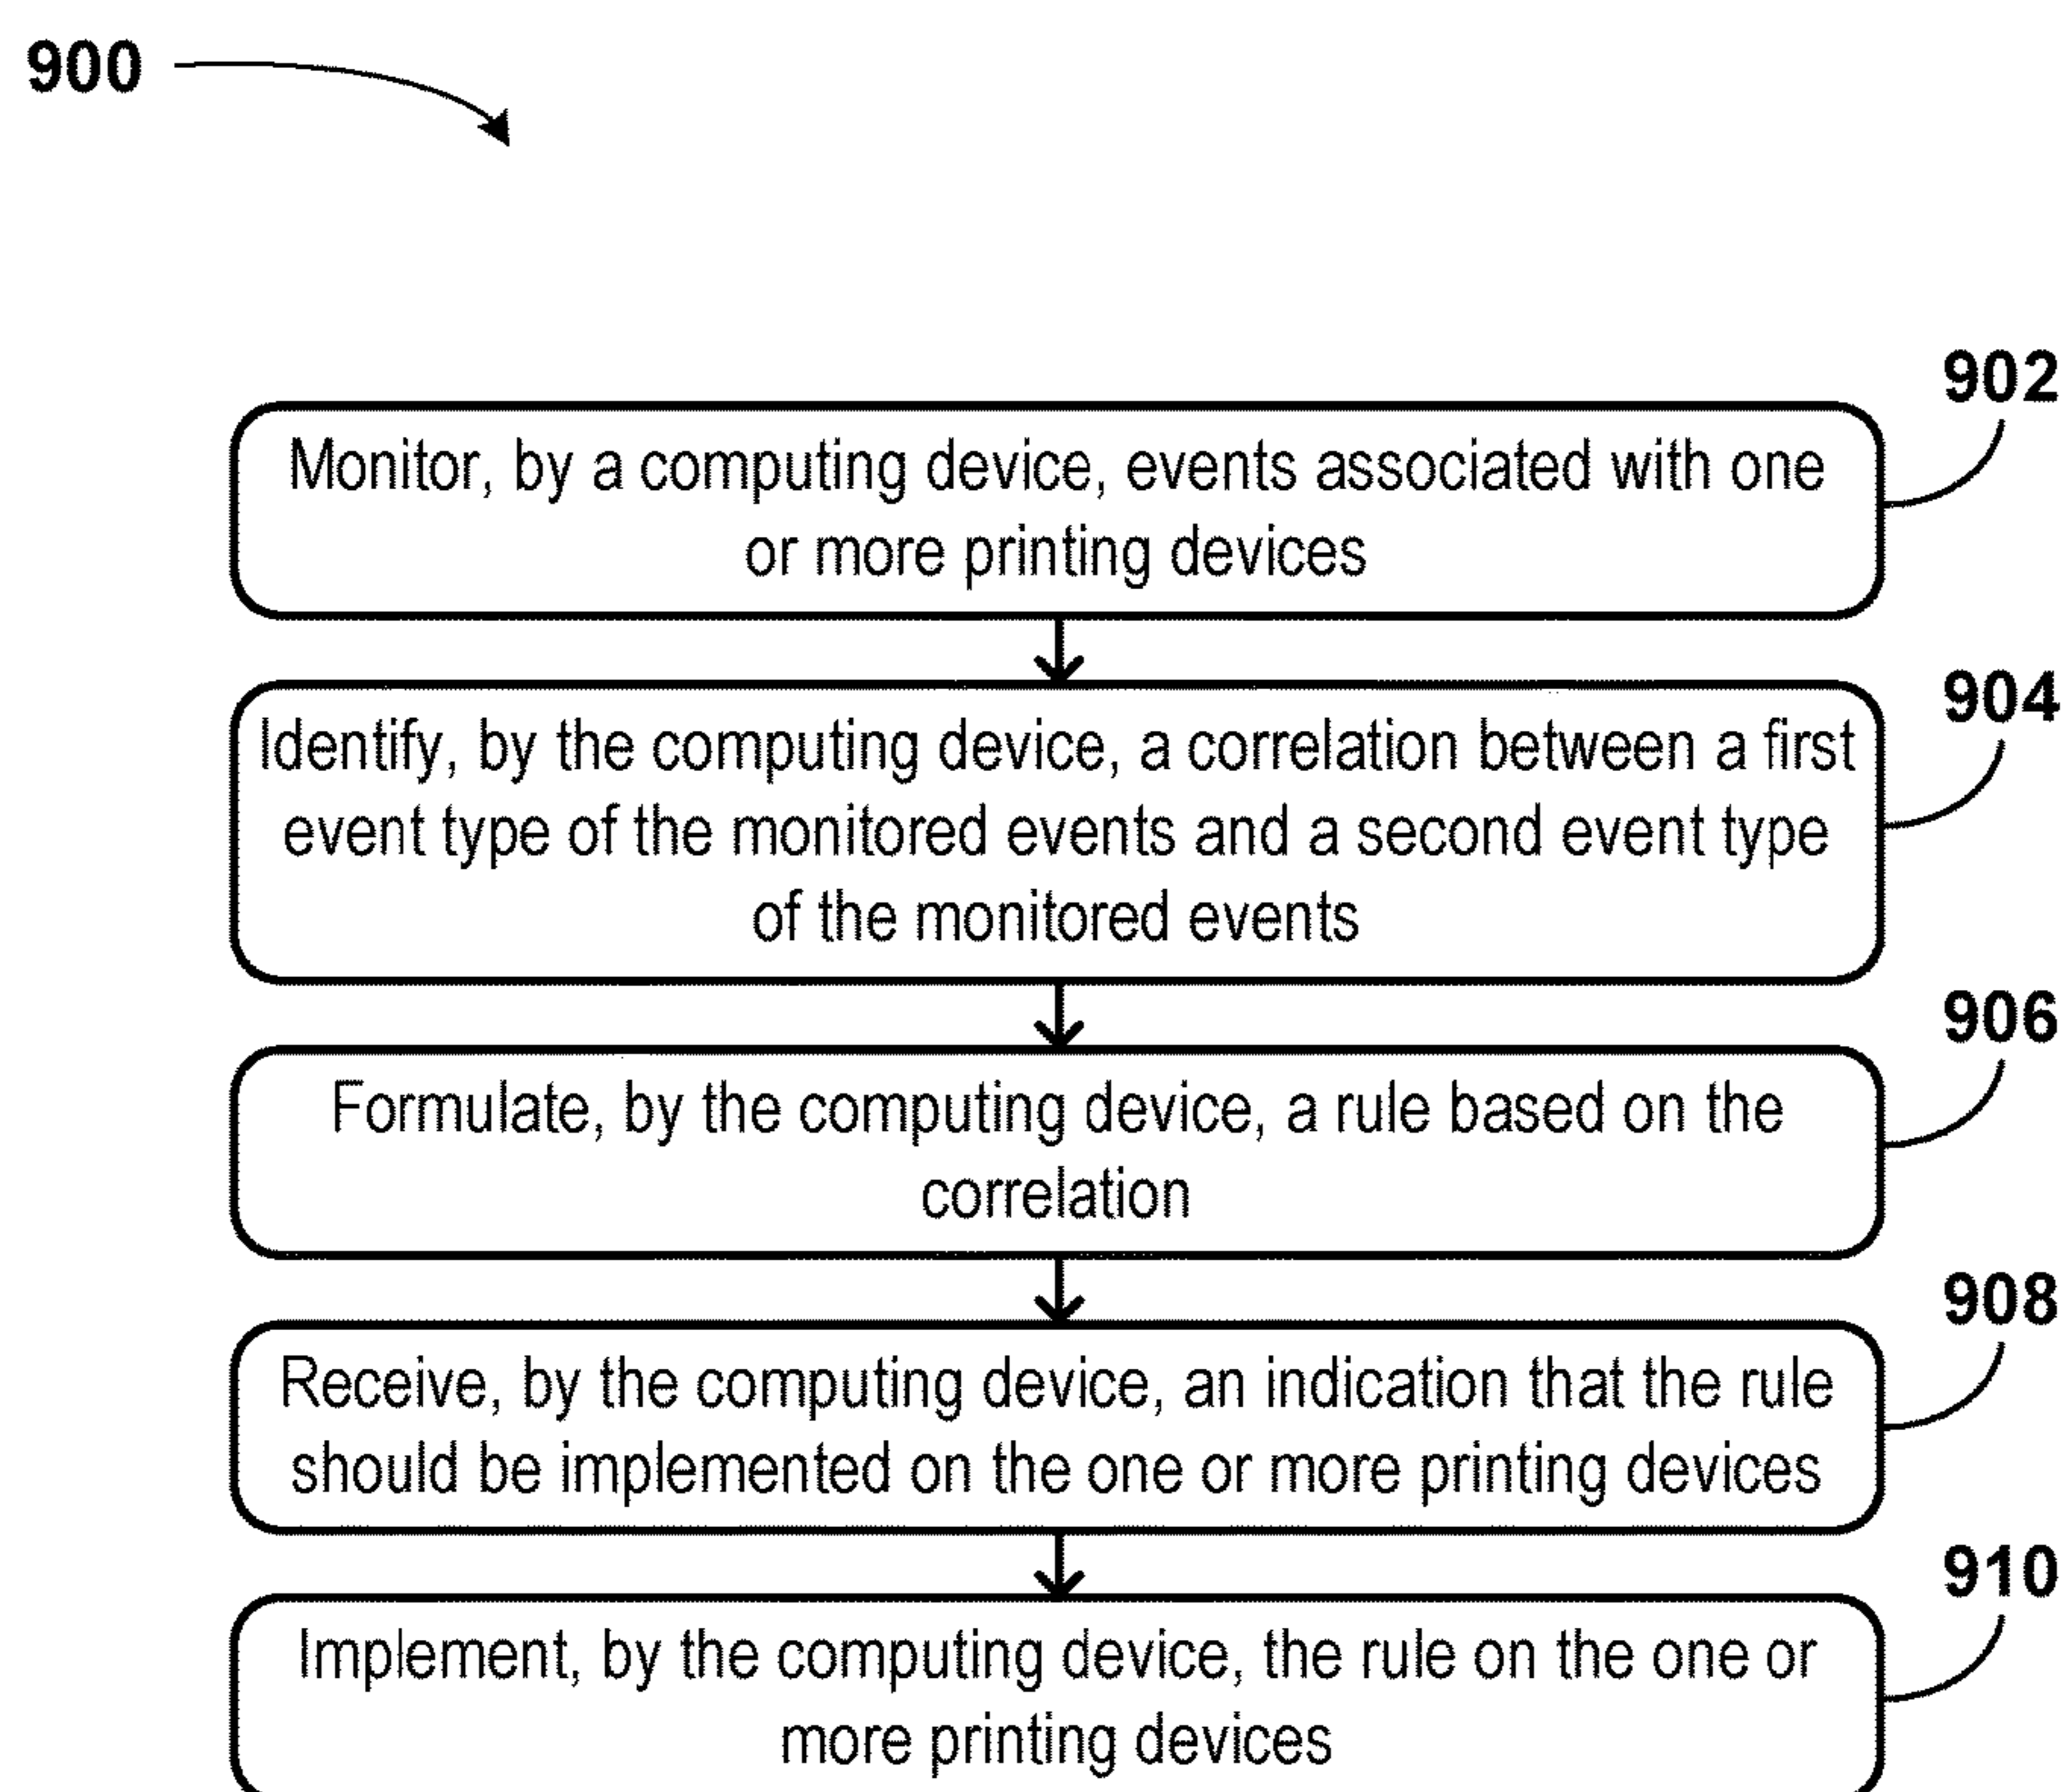 900
902
Monitor, by a computing device, events associated with one
or more printing devices
904
Identify, by the computing device, a correlation between a first
event type of the monitored events and a second event type
of the monitored events
906
Formulate, by the computing device, a rule based on the
correlation
908
Receive, by the computing device, an indication that the rule
should be implemented on the one or more printing devices
910
Implement, by the computing device, the rule on the one or
more printing devices